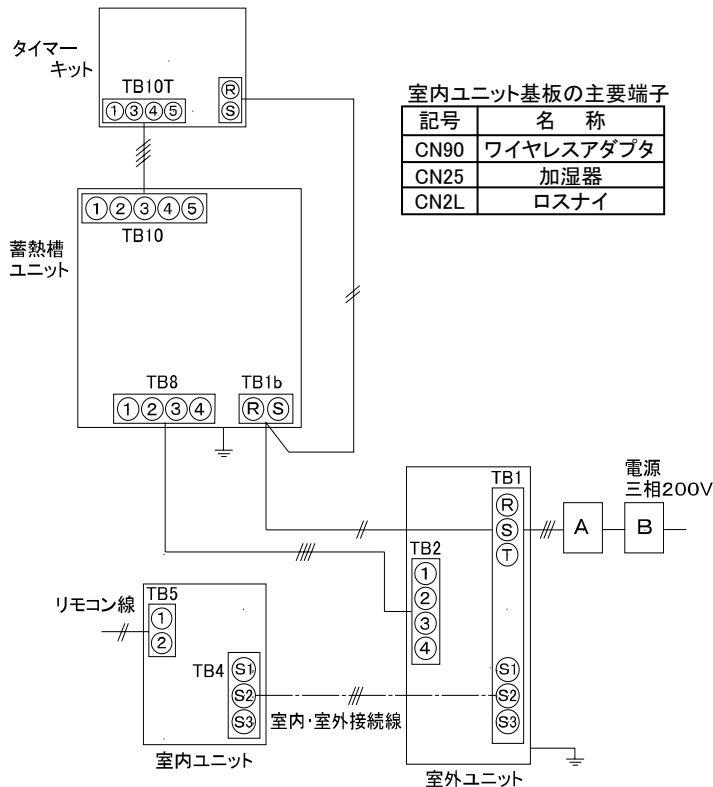 タイマー
キット
TB10T
①③④⑤
Ⓡ
Ⓢ
室内ユニット基板の主要端子
記号 名 称
CN90 ワイヤレスアダプタ
CN25 加湿器
CN2L ロスナイ
①②③④⑤
TB10
蓄熱槽
ユニット
TB8
①②③④
TB1b
ⓇⓈ
電源
三相200V
TB1
Ⓡ
Ⓢ
Ⓣ
A
B
TB2
①
②
③
④
リモコン線
TB5
①
②
TB4
S1
S2
S3
室内・室外接続線
S1
S2
S3
室内ユニット
室外ユニット